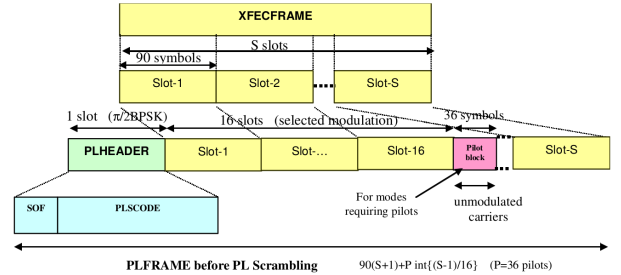 XFECFRAME
S slots
90 symbols
Slot-1 Slot-2 Slot-S
1 slot (π/2BPSK) 16 slots (selected modulation) 36 symbols
PLHEADER Slot-1 Slot-... Slot-16 Pilot block Slot-S
SOF PLSCODE
For modes requiring pilots
unmodulated carriers
PLFRAME before PL Scrambling 90(S+1)+P int{(S-1)/16} (P=36 pilots)